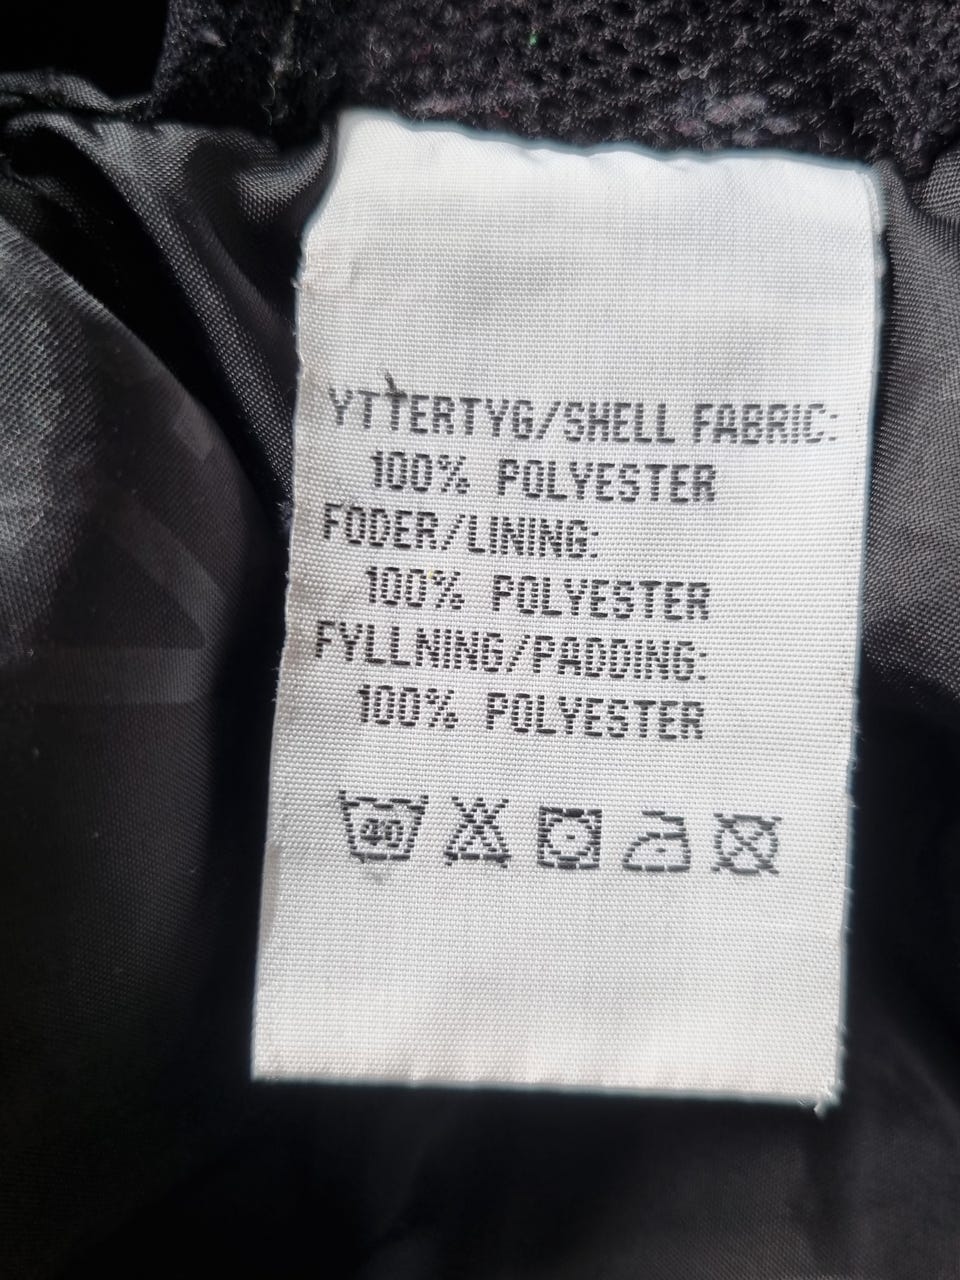 YTTERTYG/SHELL FABRIC:
100% POLYESTER
FODER/LINING:
100% POLYESTER
FYLLNING/PADDING:
100% POLYESTER
40